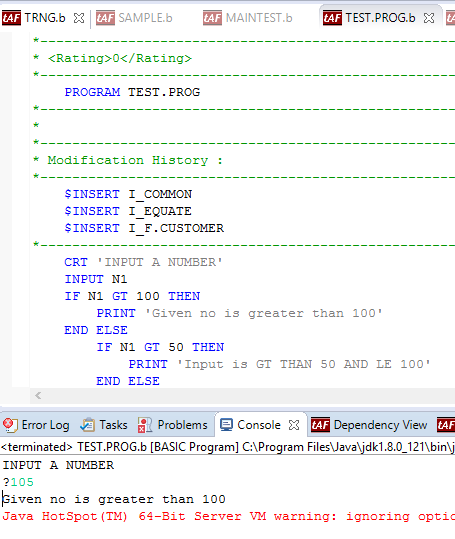 tAF TRNG.b tAF SAMPLE.b tAF MAINTEST.b tAF TEST.PROG.b
*-----------------------------------------------------
* <Rating>0</Rating>
*-----------------------------------------------------
PROGRAM TEST.PROG
*-----------------------------------------------------
*
*-----------------------------------------------------
* Modification History :
*-----------------------------------------------------
$INSERT I_COMMON
$INSERT I_EQUATE
$INSERT I_F.CUSTOMER
*-----------------------------------------------------
CRT 'INPUT A NUMBER'
INPUT N1
IF N1 GT 100 THEN
PRINT 'Given no is greater than 100'
END ELSE
IF N1 GT 50 THEN
PRINT 'Input is GT THAN 50 AND LE 100'
END ELSE
Error Log Tasks Problems Console tAF Dependency View tAF
<terminated> TEST.PROG.b [BASIC Program] C:\Program Files\Java\jdk1.8.0_121\bin\j
INPUT A NUMBER
?105
Given no is greater than 100
Java HotSpot(TM) 64-Bit Server VM warning: ignoring optio